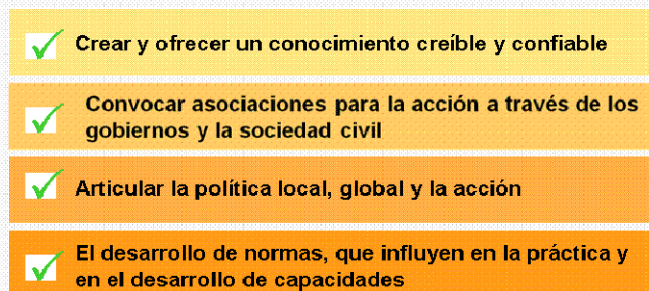 Crear y ofrecer un conocimiento creíble y confiable
Convocar asociaciones para la acción a través de los
gobiernos y la sociedad civil
Articular la política local, global y la acción
El desarrollo de normas, que influyen en la práctica y
en el desarrollo de capacidades